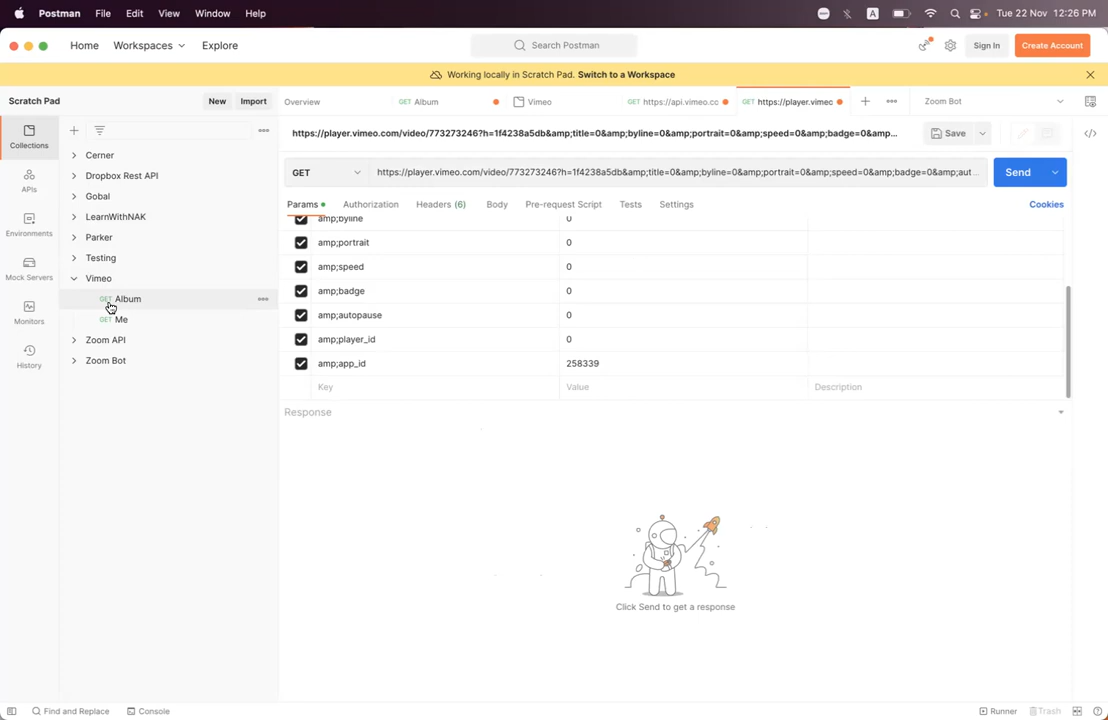 Postman File Edit View Window Help A Tue 22 Nov 12:26 PM
Home Workspaces Explore Search Postman Sign In Create Account
Working locally in Scratch Pad. Switch to a Workspace
Scratch Pad New Import Overview GET Album Vimeo GET https://api.vimeo.cc GET https://player.vimec Zoom Bot
Collections
APIs
Environments
Mock Servers
Monitors
History
Cerner
Dropbox Rest API
Gobal
LearnWithNAK
Parker
Testing
Vimeo
GET Album
GET Me
Zoom API
Zoom Bot
https://player.vimeo.com/video/773273246?h=1f4238a5db&amp;title=0&amp;byline=0&amp;portrait=0&amp;speed=0&amp;badge=0&amp... Save
GET https://player.vimeo.com/video/773273246?h=1f4238a5db&amp;title=0&amp;byline=0&amp;portrait=0&amp;speed=0&amp;badge=0&amp;aut... Send
Params Authorization Headers (6) Body Pre-request Script Tests Settings Cookies
amp;byline 0
amp;portrait 0
amp;speed 0
amp;badge 0
amp;autopause 0
amp;player_id 0
amp;app_id 258339
Key Value Description
Response
Click Send to get a response
Find and Replace Console Runner Trash